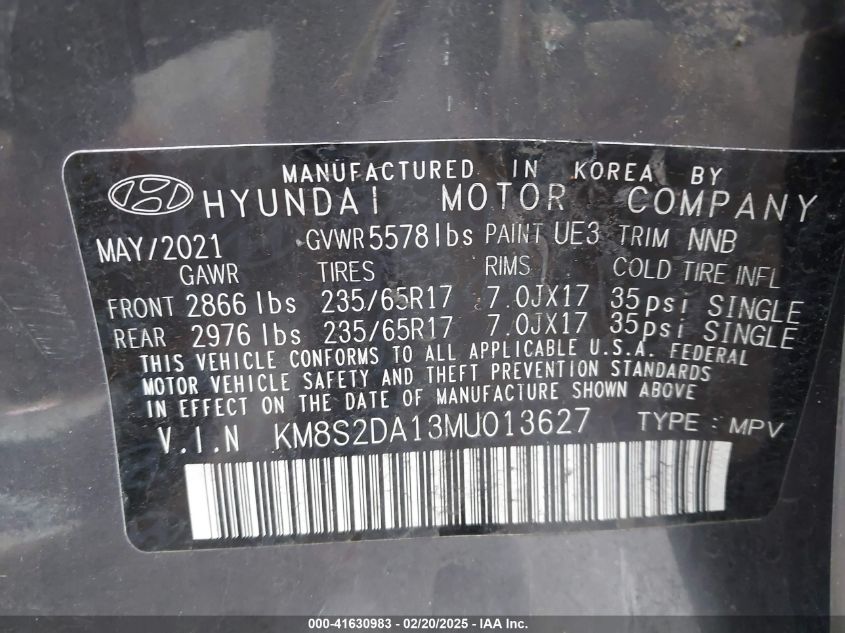 MANUFACTURED IN KOREA BY
HYUNDAI MOTOR COMPANY
MAY/2021 GVWR 5578lbs PAINT UE3 TRIM NNB
GAWR TIRES RIMS COLD TIRE INFL
FRONT 2866 lbs 235/65R17 7.0JX17 35psi SINGLE
REAR 2976 lbs 235/65R17 7.0JX17 35psi SINGLE
THIS VEHICLE CONFORMS TO ALL APPLICABLE U.S.A. FEDERAL
MOTOR VEHICLE SAFETY AND THEFT PREVENTION STANDARDS
IN EFFECT ON THE DATE OF MANUFACTURE SHOWN ABOVE
V.I.N KM8S2DA13MU013627 TYPE : MPV
000-41630983 - 02/20/2025 - IAA Inc.